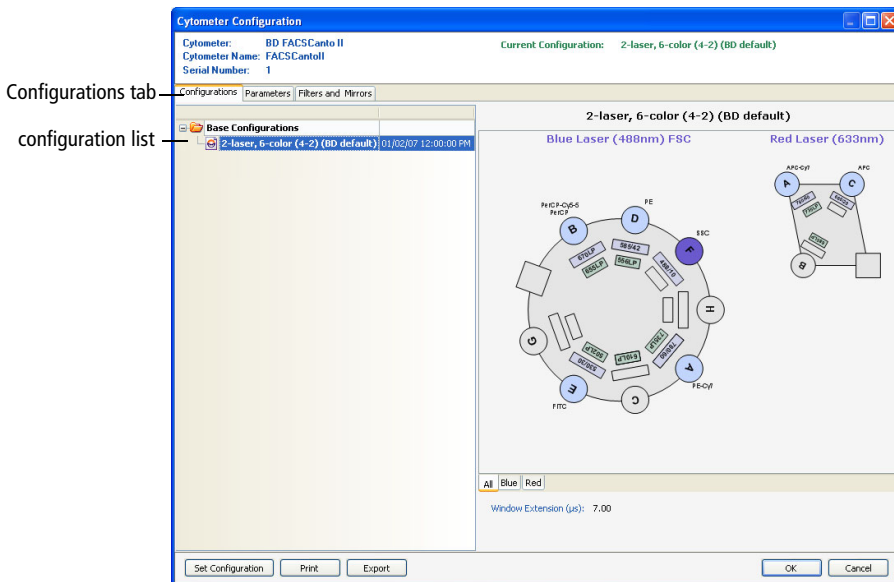 Cytometer Configuration
Cytometer: BD FACSCanto II
Cytometer Name: FACSCantoII
Serial Number: 1
Current Configuration: 2-laser, 6-color (4-2) (BD default)
Configurations tab
Configurations Parameters Filters and Mirrors
configuration list
Base Configurations
2-laser, 6-color (4-2) (BD default) 01/02/07 12:00:00 PM
2-laser, 6-color (4-2) (BD default)
Blue Laser (488nm) FSC
Red Laser (633nm)
PerCP-Cy5-5
PerCP
B
670LP
655LP
PE
D
585/42
556LP
SSC
F
488/10
H
735LP
780/60
A
PE-Cy7
610LP
C
502LP
530/30
E
FITC
G
APC-Cy7
A
780/60
APC
C
660/20
B
All Blue Red
Window Extension (µs): 7.00
Set Configuration Print Export OK Cancel